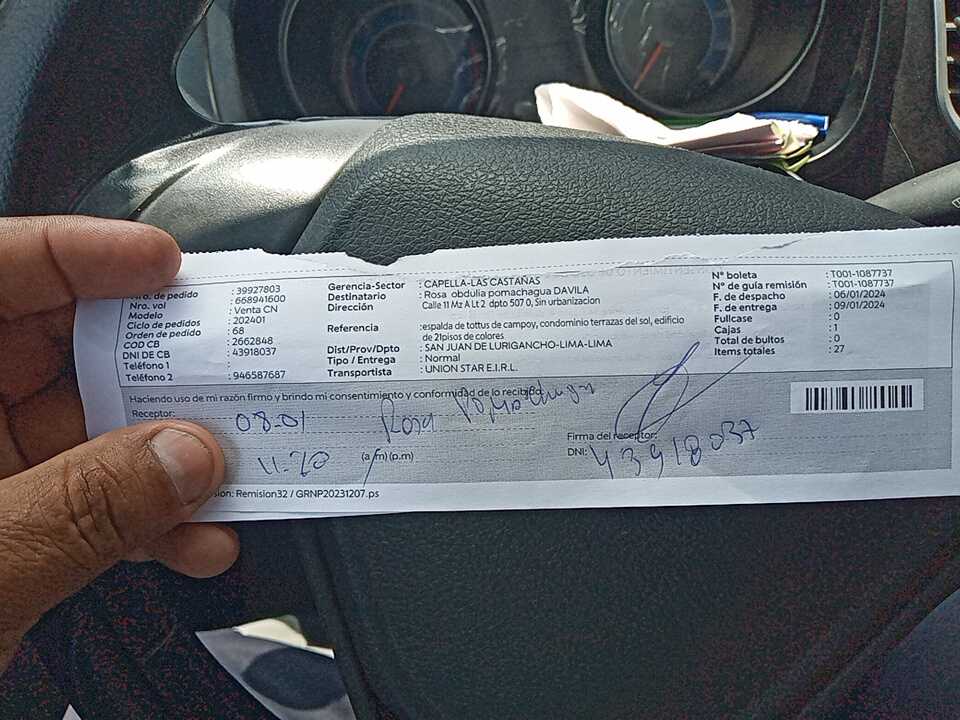 Nro. de pedido : 39927803
Nro. vol : 668941600
Modelo : Venta CN
Ciclo de pedidos : 202401
Orden de pedido : 68
COD CB : 2662848
DNI DE CB : 43918037
Teléfono 1 :
Teléfono 2 : 946587687
Gerencia-Sector : CAPELLA-LAS CASTAÑAS
Destinatario : Rosa obdulia pomachagua DAVILA
Dirección : Calle 11 Mz A Lt 2 dpto 507 0, Sin urbanizacion
Referencia : espalda de tottus de campoy, condominio terrazas del sol, edificio
de 21pisos de colores
Dist/Prov/Dpto : SAN JUAN DE LURIGANCHO-LIMA-LIMA
Tipo / Entrega : Normal
Transportista : UNION STAR E.I.R.L.
N° boleta : T001-1087737
N° de guía remisión : T001-1087737
F. de despacho : 06/01/2024
F. de entrega : 09/01/2024
Fullcase : 0
Cajas : 1
Total de bultos : 0
Items totales : 27
Haciendo uso de mi razón firmo y brindo mi consentimiento y conformidad de lo recibido.
Receptor: Rosa
08-01
11:20 (a.m) (p.m)
Firma del receptor:
DNI: 43918037
sion: Remision32 / GRNP20231207.ps